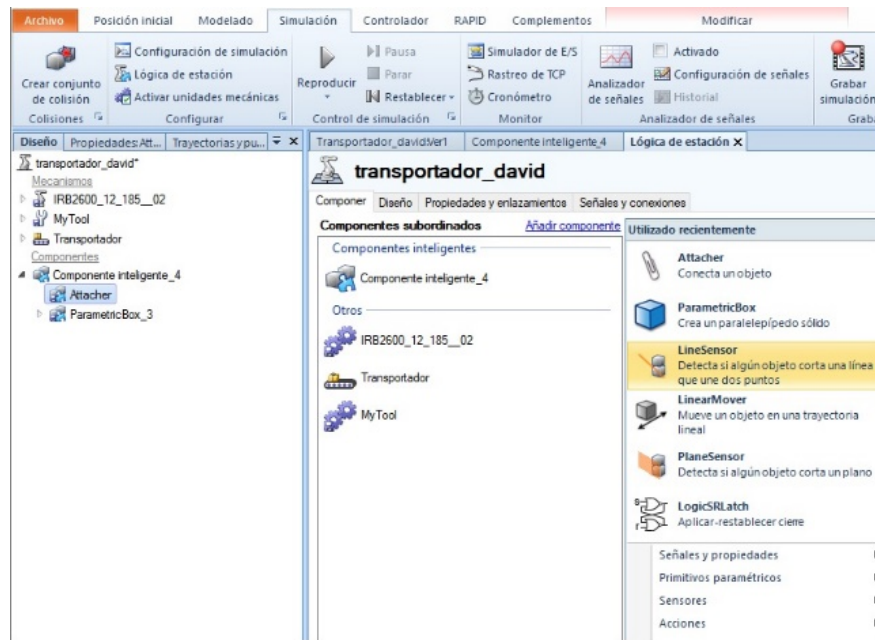 Archivo Posición inicial Modelado Simulación Controlador RAPID Complementos Modificar
Crear conjunto de colisión
Colisiones
Configuración de simulación
Lógica de estación
Activar unidades mecánicas
Configurar
Reproducir
Pausa
Parar
Restablecer
Control de simulación
Simulador de E/S
Rastreo de TCP
Cronómetro
Monitor
Analizador de señales
Activado
Configuración de señales
Historial
Analizador de señales
Grabar simulación
Graba
Diseño Propiedades: Att... Trayectorias y pu...
transportador_david*
Mecanismos
IRB2600_12_185__02
MyTool
Transportador
Componentes
Componente inteligente_4
Attacher
ParametricBox_3
Transportador_david:Ver1 Componente inteligente_4 Lógica de estación
transportador_david
Componer Diseño Propiedades y enlazamientos Señales y conexiones
Componentes subordinados Añadir componente
Componentes inteligentes
Componente inteligente_4
Otros
IRB2600_12_185__02
Transportador
MyTool
Utilizado recientemente
Attacher
Conecta un objeto
ParametricBox
Crea un paralelepípedo sólido
LineSensor
Detecta si algún objeto corta una línea
que une dos puntos
LinearMover
Mueve un objeto en una trayectoria
lineal
PlaneSensor
Detecta si algún objeto corta un plano
LogicSRLatch
Aplicar-restablecer cierre
Señales y propiedades
Primitivos paramétricos
Sensores
Acciones